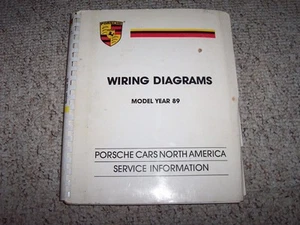 WIRING DIAGRAMS
MODEL YEAR 89
PORSCHE CARS NORTH AMERICA
SERVICE INFORMATION